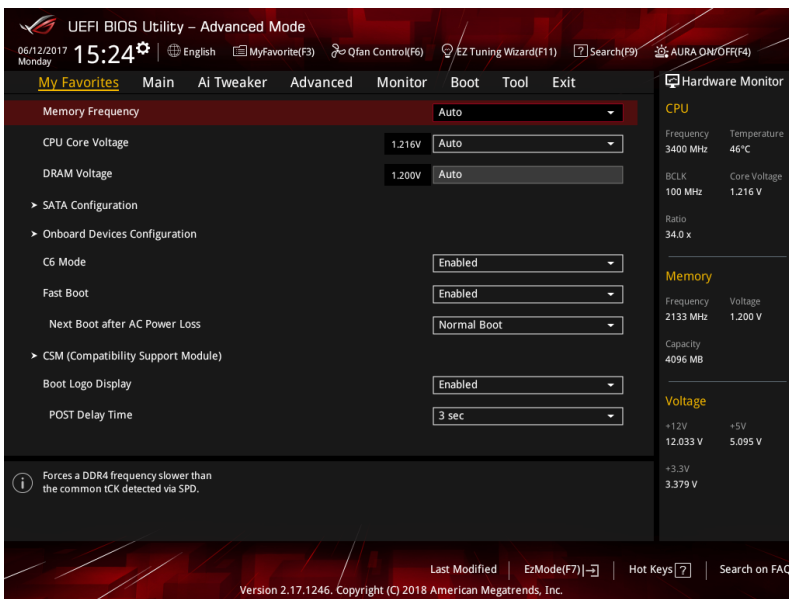 UEFI BIOS Utility – Advanced Mode
06/12/2017 Monday 15:24 English MyFavorite(F3) Qfan Control(F6) EZ Tuning Wizard(F11) ? Search(F9) AURA ON/OFF(F4)
My Favorites Main Ai Tweaker Advanced Monitor Boot Tool Exit
Memory Frequency Auto
CPU Core Voltage 1.216V Auto
DRAM Voltage 1.200V Auto
> SATA Configuration
> Onboard Devices Configuration
C6 Mode Enabled
Fast Boot Enabled
Next Boot after AC Power Loss Normal Boot
> CSM (Compatibility Support Module)
Boot Logo Display Enabled
POST Delay Time 3 sec
Forces a DDR4 frequency slower than
the common tCK detected via SPD.
Hardware Monitor
CPU
Frequency Temperature
3400 MHz 46°C
BCLK Core Voltage
100 MHz 1.216 V
Ratio
34.0 x
Memory
Frequency Voltage
2133 MHz 1.200 V
Capacity
4096 MB
Voltage
+12V +5V
12.033 V 5.095 V
+3.3V
3.379 V
Last Modified EzMode(F7) Hot Keys ? Search on FAQ
Version 2.17.1246. Copyright (C) 2018 American Megatrends, Inc.